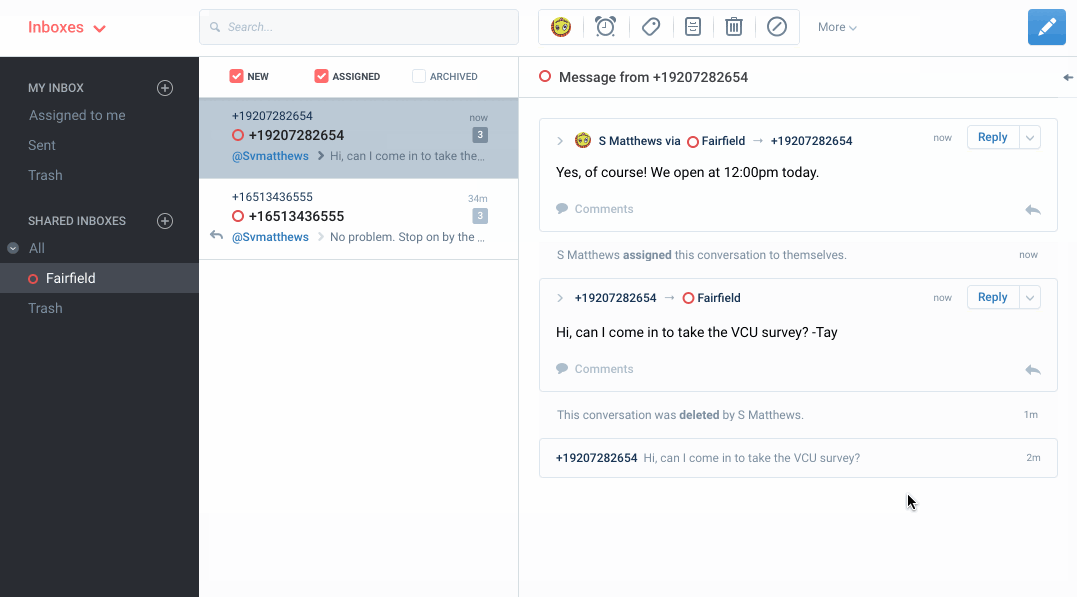 Inboxes
Search...
More
MY INBOX
Assigned to me
Sent
Trash
SHARED INBOXES
All
Fairfield
Trash
NEW ASSIGNED ARCHIVED
+19207282654 now
+19207282654 3
@Svmatthews Hi, can I come in to take the...
+16513436555 34m
+16513436555 3
@Svmatthews No problem. Stop on by the ...
Message from +19207282654
S Matthews via Fairfield → +19207282654 now Reply
Yes, of course! We open at 12:00pm today.
Comments
S Matthews assigned this conversation to themselves. now
+19207282654 → Fairfield now Reply
Hi, can I come in to take the VCU survey? -Tay
Comments
This conversation was deleted by S Matthews. 1m
+19207282654 Hi, can I come in to take the VCU survey? 2m